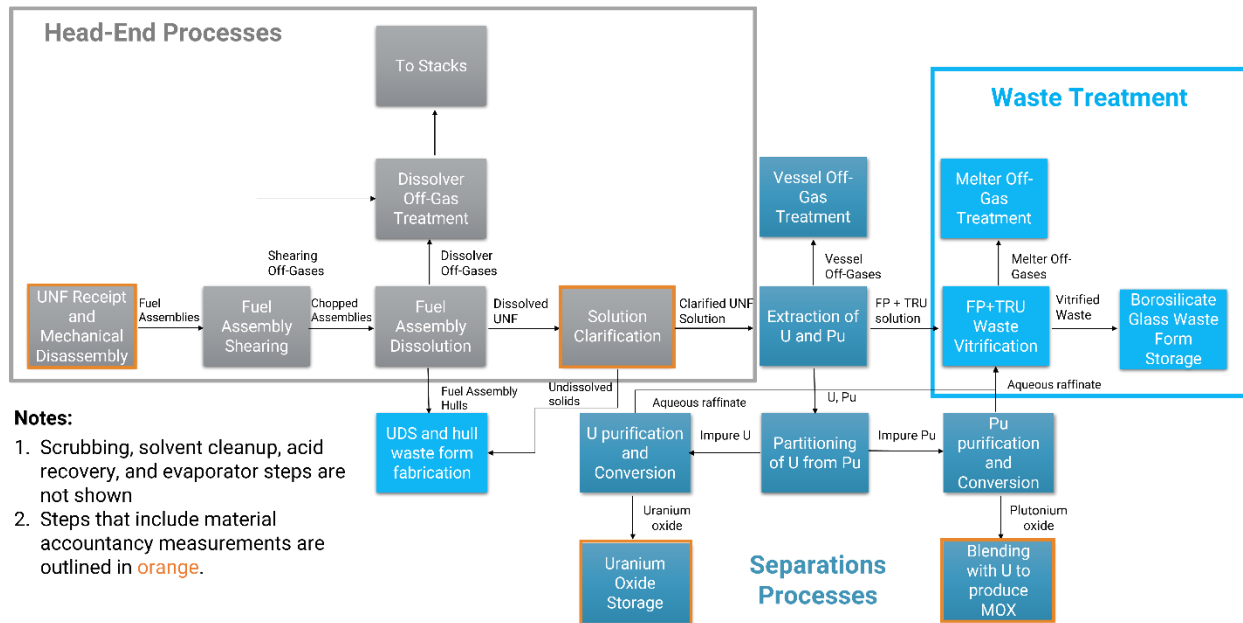 Head-End Processes
To Stacks
Waste Treatment
Dissolver
Off-Gas
Treatment
Vessel Off-
Gas
Treatment
Melter Off-
Gas
Treatment
Shearing
Off-Gases
Dissolver
Off-Gases
Vessel
Off-Gases
Melter Off-
Gases
UNF Receipt
and
Mechanical
Disassembly
Fuel
Assemblies
Fuel
Assembly
Shearing
Chopped
Assemblies
Fuel
Assembly
Dissolution
Dissolved
UNF
Solution
Clarification
Clarified UNF
Solution
Extraction of
U and Pu
FP + TRU
solution
FP+TRU
Waste
Vitrification
Vitrified
Waste
Borosilicate
Glass Waste
Form
Storage
Fuel Assembly
Hulls
Undissolved
solids
Aqueous raffinate
U, Pu
Aqueous raffinate
UDS and hull
waste form
fabrication
U purification
and
Conversion
Impure U
Partitioning
of U from Pu
Impure Pu
Pu
purification
and
Conversion
Uranium
oxide
Plutonium
oxide
Uranium
Oxide
Storage
Separations
Processes
Blending
with U to
produce
MOX
Notes:
1. Scrubbing, solvent cleanup, acid
recovery, and evaporator steps are
not shown
2. Steps that include material
accountancy measurements are
outlined in orange.